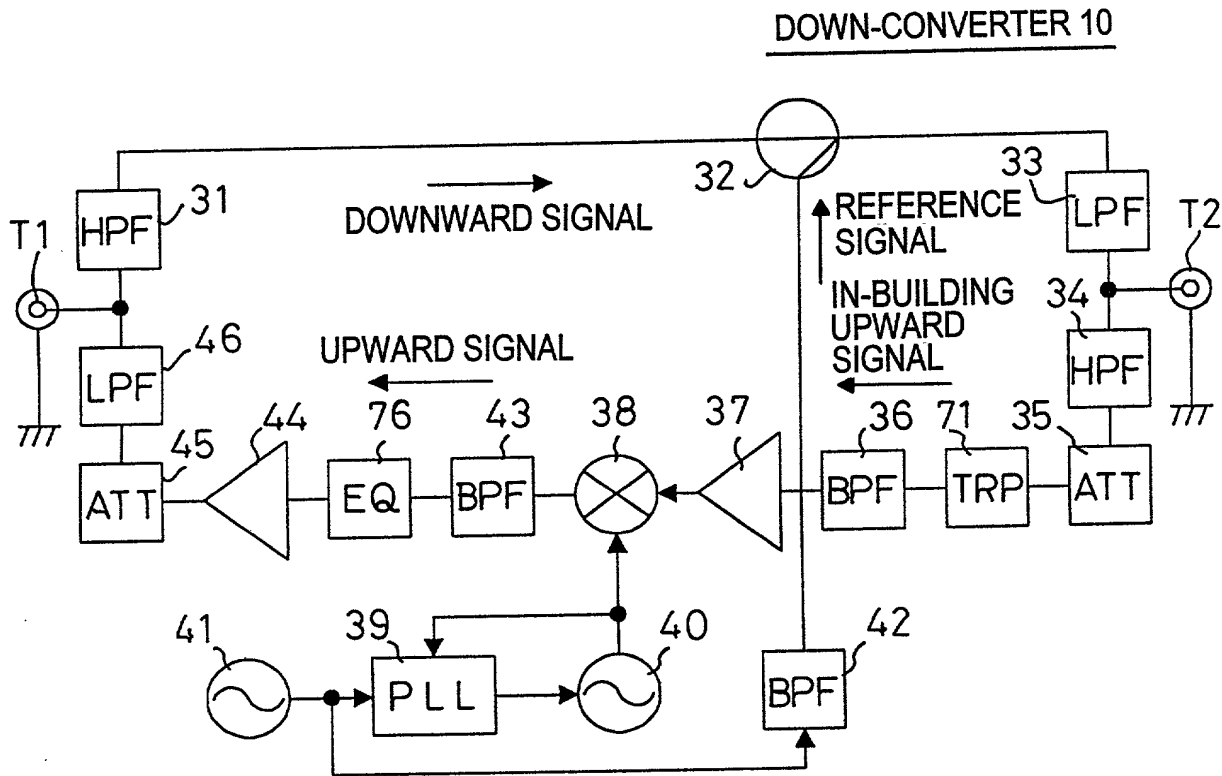 DOWN-CONVERTER 10
32
31
HPF
T1
DOWNWARD SIGNAL
REFERENCE
SIGNAL
33
LPF
T2
46
LPF
UPWARD SIGNAL
IN-BUILDING
UPWARD
SIGNAL
34
HPF
45
ATT
44
76
EQ
43
BPF
38
37
36
BPF
71
TRP
35
ATT
41
39
PLL
40
42
BPF